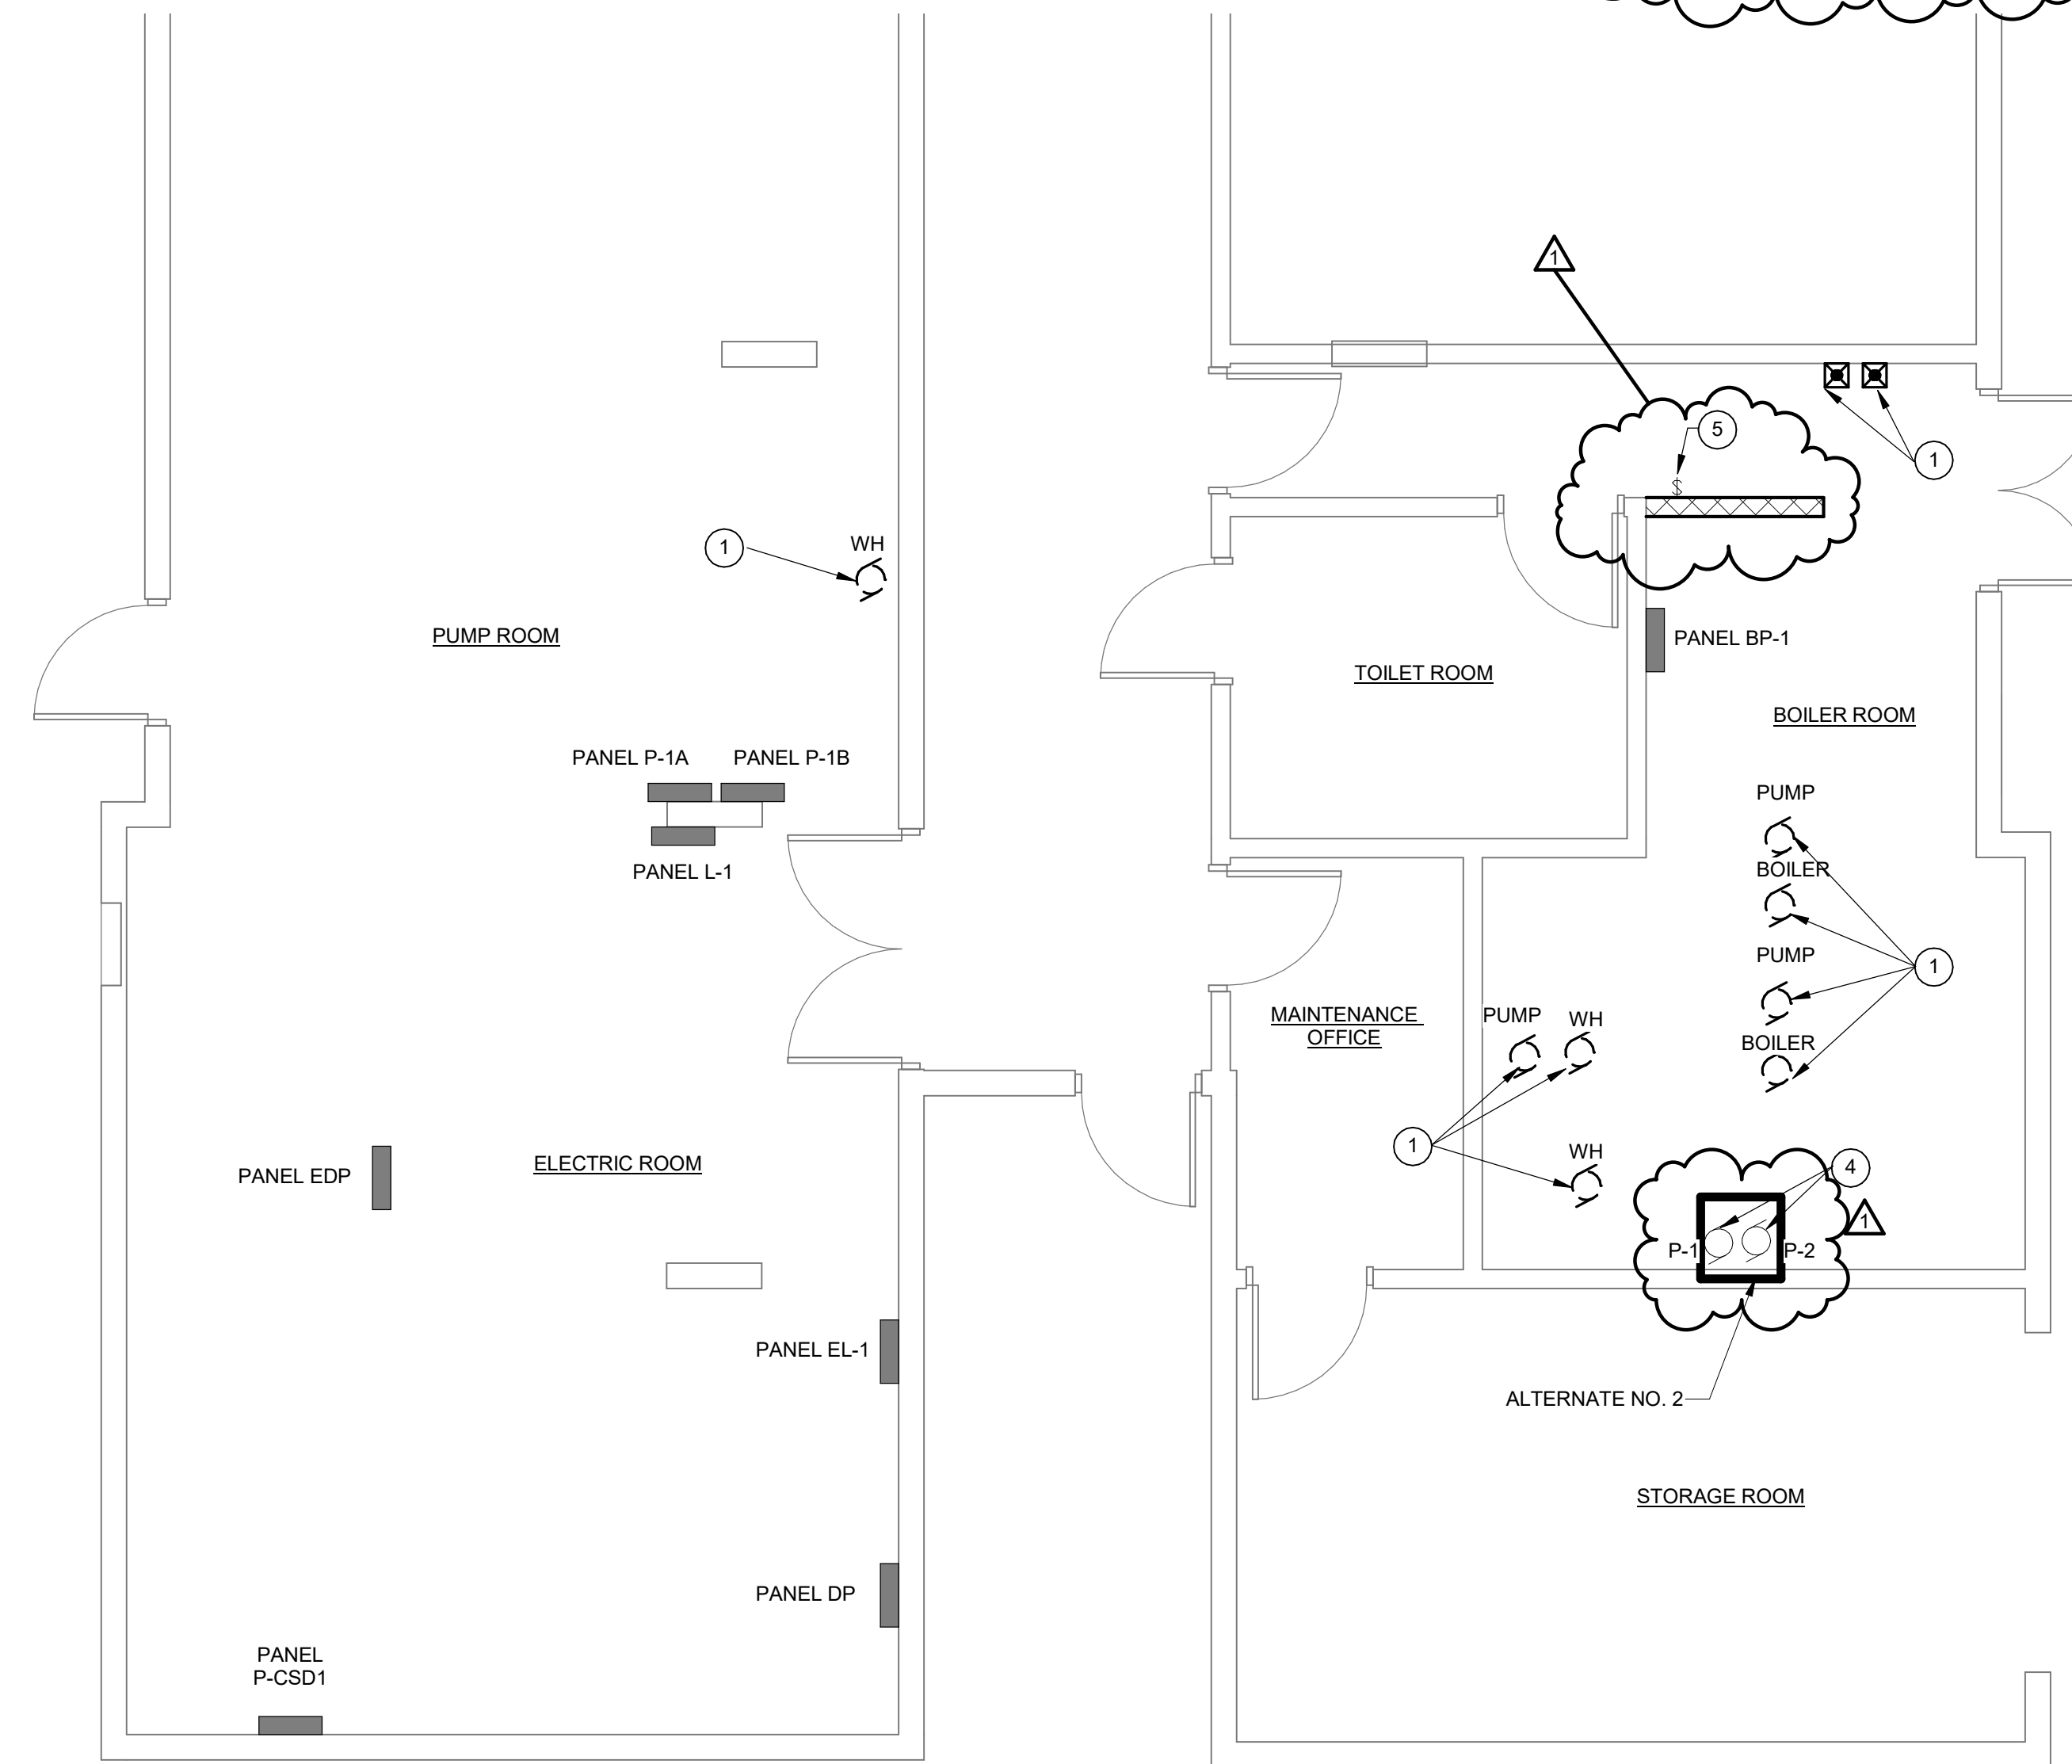 1
5
1
WH
1
PUMP ROOM
PANEL BP-1
TOILET ROOM
BOILER ROOM
PANEL P-1A
PANEL P-1B
PUMP
PANEL L-1
BOILER
PUMP
1
MAINTENANCE
OFFICE
PUMP
WH
BOILER
1
WH
ELECTRIC ROOM
PANEL EDP
4
1
P-1
P-2
PANEL EL-1
ALTERNATE NO. 2
STORAGE ROOM
PANEL DP
PANEL
P-CSD1
$